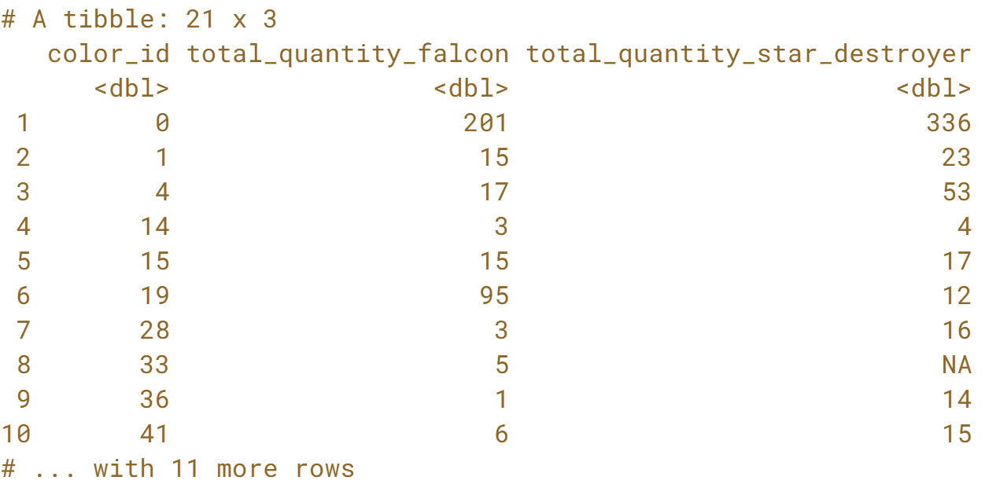 # A tibble: 21 x 3
color_id total_quantity_falcon total_quantity_star_destroyer
<dbl> <dbl> <dbl>
1 0 201 336
2 1 15 23
3 4 17 53
4 14 3 4
5 15 15 17
6 19 95 12
7 28 3 16
8 33 5 NA
9 36 1 14
10 41 6 15
# ... with 11 more rows